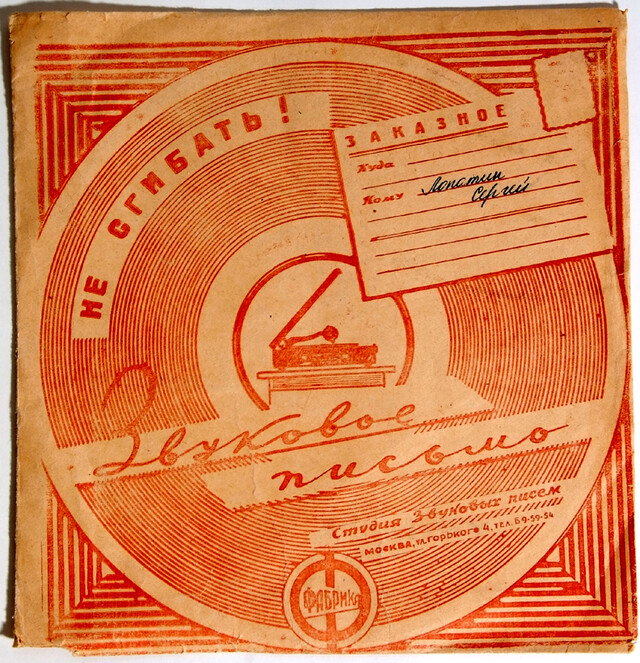 НЕ СГИБАТЬ!
ЗАКАЗНОЕ
Куда
Кому Лопатин
Сергей
Звуковое
письмо
Студия Звуковых писем
МОСКВА, УЛ. ГОРЬКОГО 4, ТЕЛ. Б9-59-54
ФАБРИКА